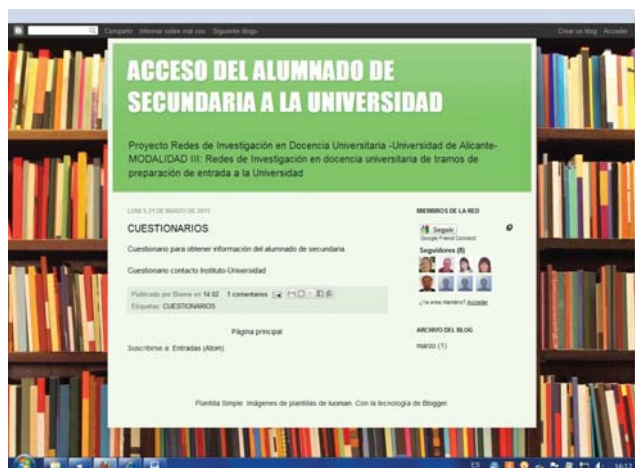 Compartir Informar sobre mal uso Siguiente blog» Crear un blog Acceder
ACCESO DEL ALUMNADO DE
SECUNDARIA A LA UNIVERSIDAD
Proyecto Redes de Investigación en Docencia Universitaria -Universidad de Alicante-
MODALIDAD III: Redes de Investigación en docencia universitaria de tramos de
preparación de entrada a la Universidad
LUNES 21 DE MARZO DE 2011
CUESTIONARIOS
Cuestionario para obtener información del alumnado de secundaria
Cuestionario contacto Instituto-Universidad
Publicado por en 14:02 1 comentarios
Etiquetas: CUESTIONARIOS
Página principal
Suscribirse a: Entradas (Atom)
MIEMBROS DE LA RED
Seguir
Google Friend Connect
Seguidores (8)
¿Ya eres miembro? Acceder
ARCHIVO DEL BLOG
marzo (1)
Plantilla Simple. Imágenes de plantillas de luoman. Con la tecnología de Blogger.